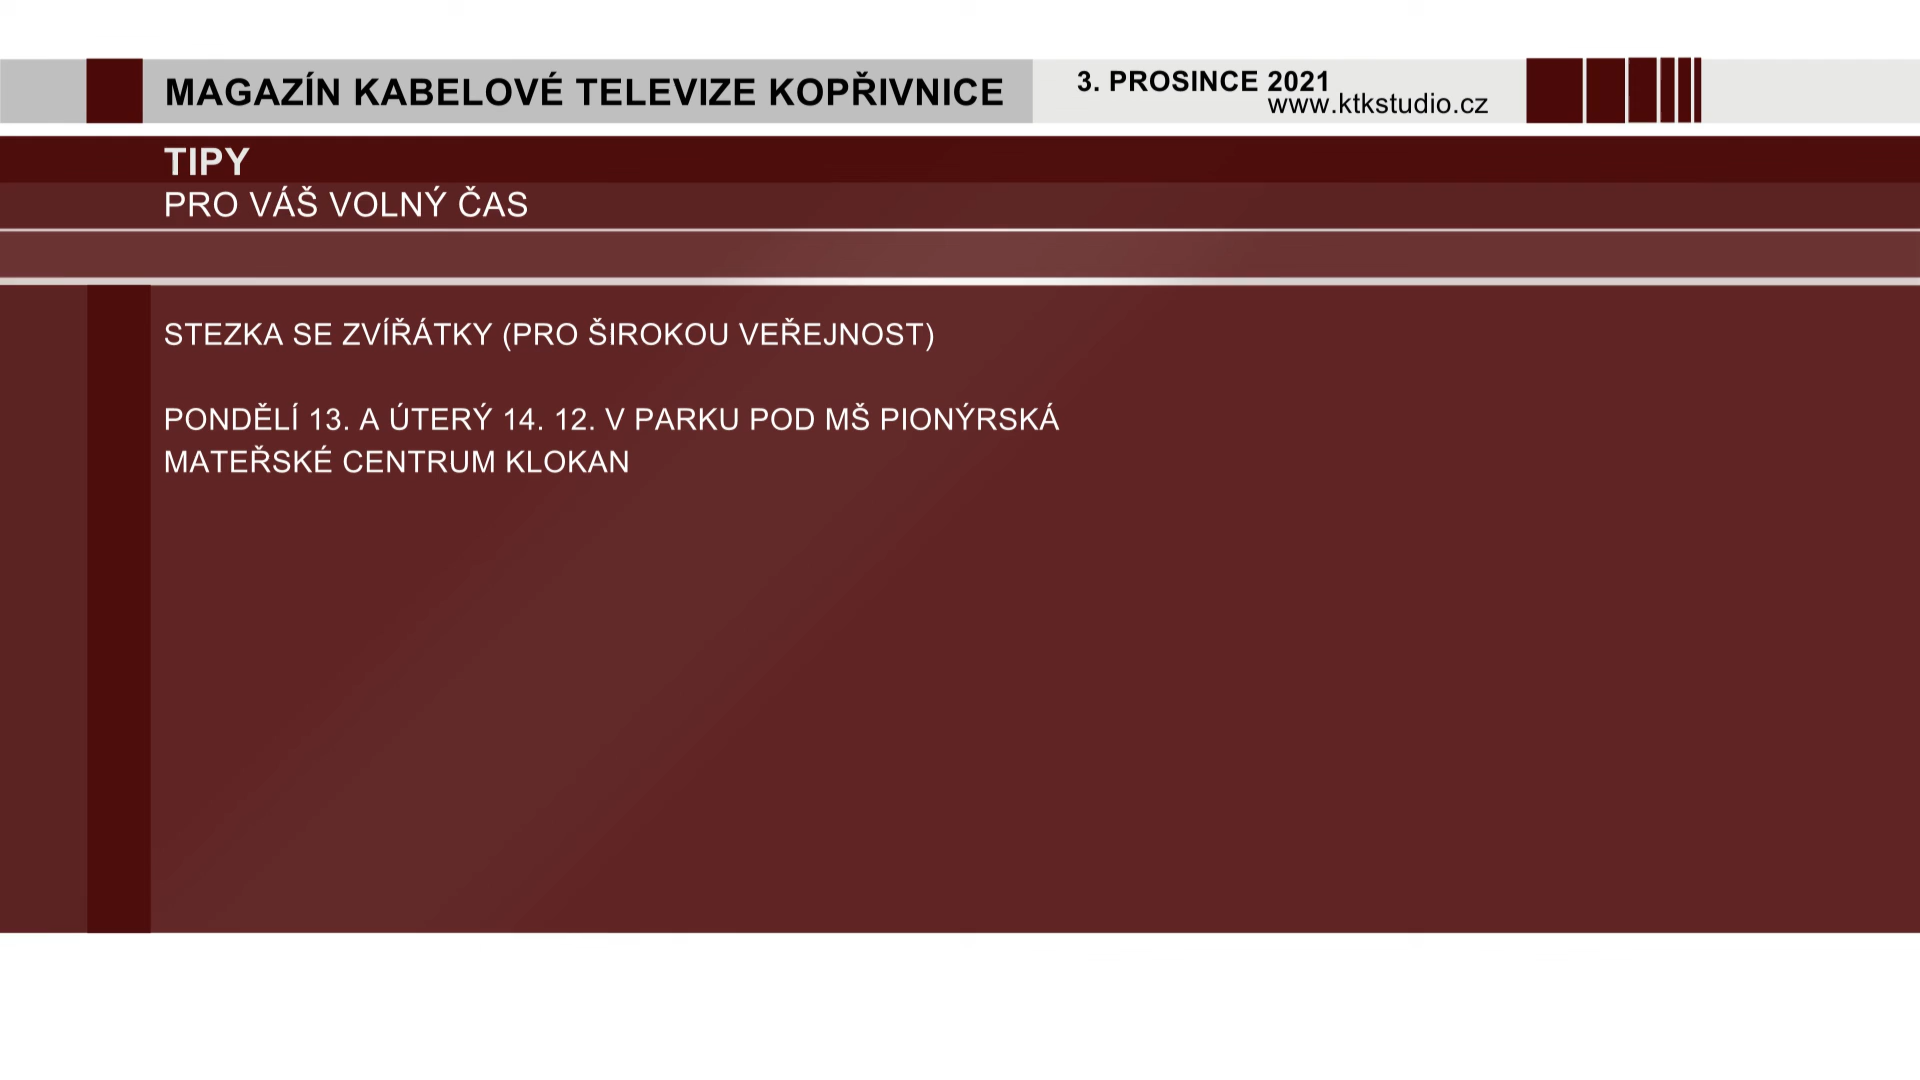 MAGAZÍN KABELOVÉ TELEVIZE KOPŘIVNICE
3. PROSINCE 2021
www.ktkstudio.cz
TIPY
PRO VÁŠ VOLNÝ ČAS
STEZKA SE ZVÍŘÁTKY (PRO ŠIROKOU VEŘEJNOST)
PONDĚLÍ 13. A ÚTERÝ 14. 12. V PARKU POD MŠ PIONÝRSKÁ
MATEŘSKÉ CENTRUM KLOKAN